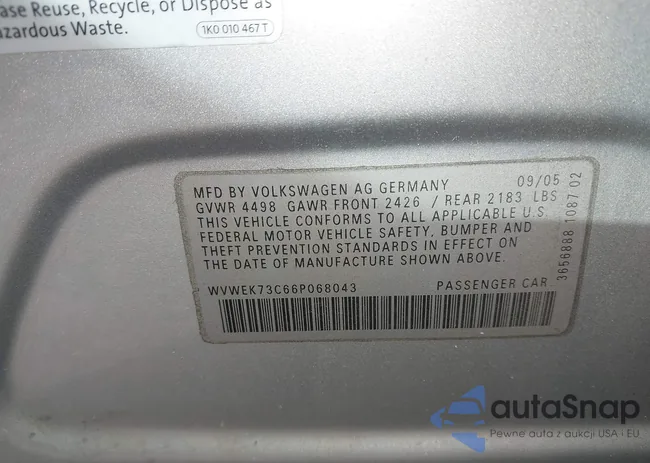 ase Reuse, Recycle, or Dispose as
azardous Waste.
1K0 010 467 T
MFD BY VOLKSWAGEN AG GERMANY 09/05
GVWR 4498 GAWR FRONT 2426 / REAR 2183 LBS
THIS VEHICLE CONFORMS TO ALL APPLICABLE U.S.
FEDERAL MOTOR VEHICLE SAFETY, BUMPER AND
THEFT PREVENTION STANDARDS IN EFFECT ON
THE DATE OF MANUFACTURE SHOWN ABOVE.
WVWEK73C66P068043 PASSENGER CAR
3656888 1087 02
autaSnap
Pewne auta z aukcji USA i EU